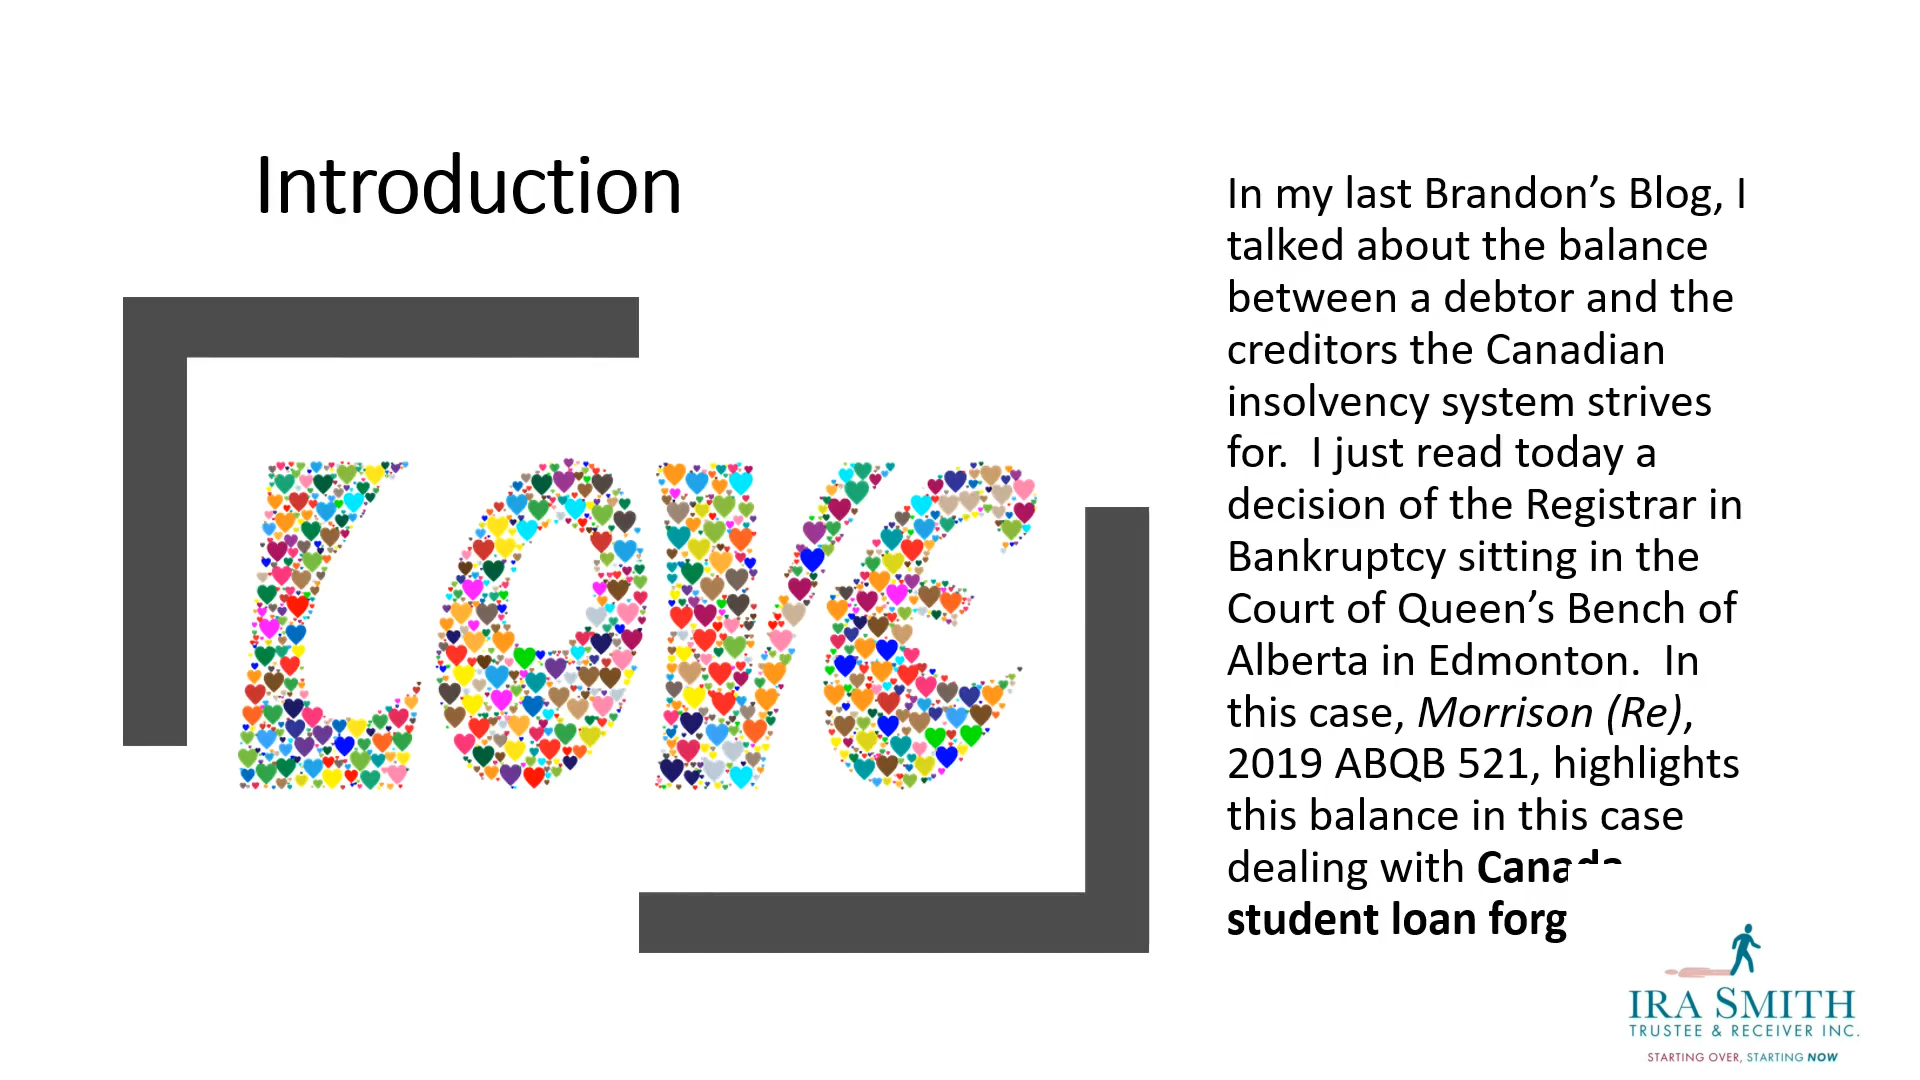 Introduction
LOVE
In my last Brandon’s Blog, I
talked about the balance
between a debtor and the
creditors the Canadian
insolvency system strives
for.  I just read today a
decision of the Registrar in
Bankruptcy sitting in the
Court of Queen’s Bench of
Alberta in Edmonton.  In
this case, Morrison (Re),
2019 ABQB 521, highlights
this balance in this case
dealing with Canada
student loan forg
IRA SMITH
TRUSTEE & RECEIVER INC.
STARTING OVER, STARTING NOW